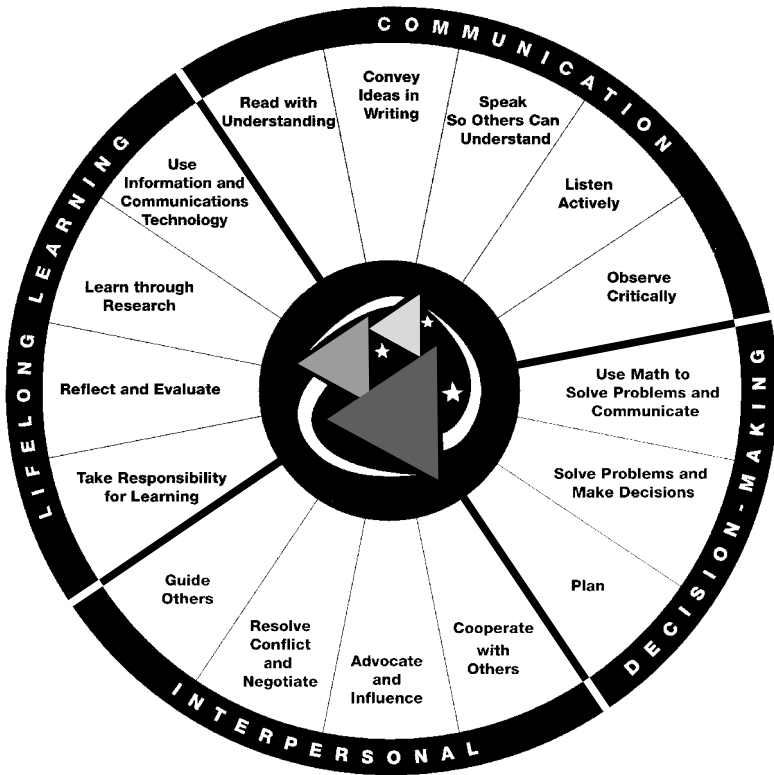 COMMUNICATION
Read with
Understanding
Convey
Ideas in
Writing
Speak
So Others Can
Understand
Listen
Actively
Observe
Critically
DECISION-MAKING
Use Math to
Solve Problems and
Communicate
Solve Problems and
Make Decisions
Plan
INTERPERSONAL
Cooperate
with
Others
Advocate
and
Influence
Resolve
Conflict
and
Negotiate
Guide
Others
LIFELONG LEARNING
Take Responsibility
for Learning
Reflect and Evaluate
Learn through
Research
Use
Information and
Communications
Technology